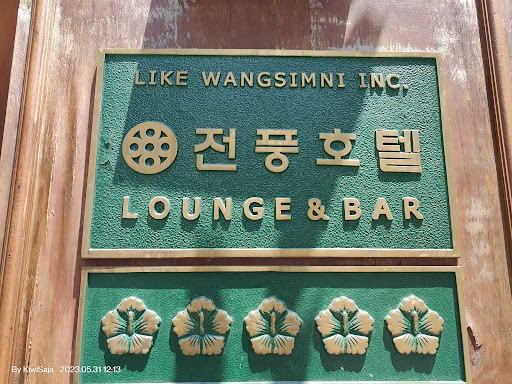 LIKE WANGSIMNI INC,
전풍호텔
LOUNGE & BAR
By KiwiSaja 2023.05.31 12:13